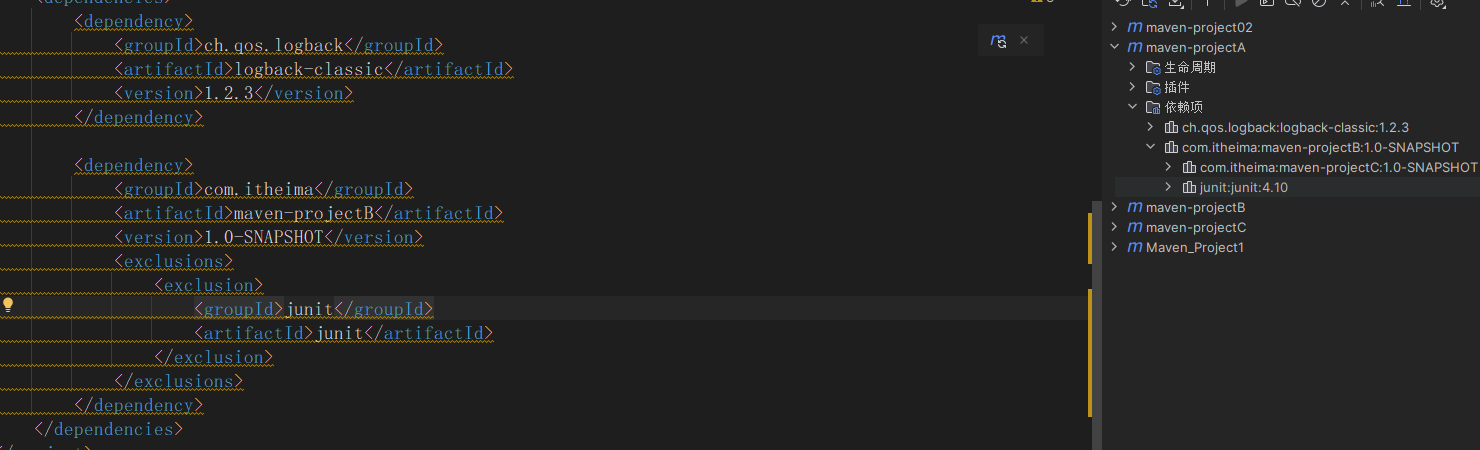 <dependencies>
<dependency>
<groupId>ch.qos.logback</groupId>
<artifactId>logback-classic</artifactId>
<version>1.2.3</version>
</dependency>
<dependency>
<groupId>com.itheima</groupId>
<artifactId>maven-projectB</artifactId>
<version>1.0-SNAPSHOT</version>
<exclusions>
<exclusion>
<groupId>junit</groupId>
<artifactId>junit</artifactId>
</exclusion>
</exclusions>
</dependency>
</dependencies>
maven-project02
maven-projectA
生命周期
插件
依赖项
ch.qos.logback:logback-classic:1.2.3
com.itheima:maven-projectB:1.0-SNAPSHOT
com.itheima:maven-projectC:1.0-SNAPSHOT
junit:junit:4.10
maven-projectB
maven-projectC
Maven_Project1